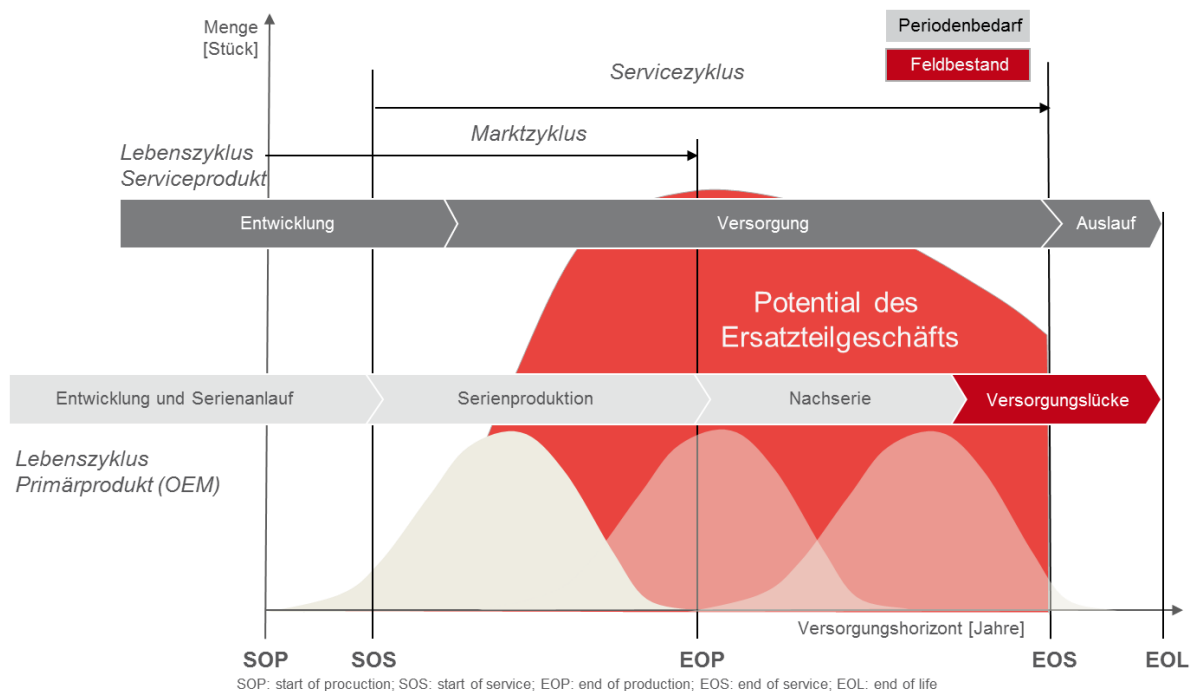 Menge
[Stück]
Periodenbedarf
Feldbestand
Servicezyklus
Marktzyklus
Lebenszyklus
Serviceprodukt
Entwicklung
Versorgung
Auslauf
Potential des
Ersatzteilgeschäfts
Entwicklung und Serienanlauf
Serienproduktion
Nachserie
Versorgungslücke
Lebenszyklus
Primärprodukt (OEM)
Versorgungshorizont [Jahre]
SOP
SOS
EOP
EOS
EOL
SOP: start of procuction; SOS: start of service; EOP: end of production; EOS: end of service; EOL: end of life